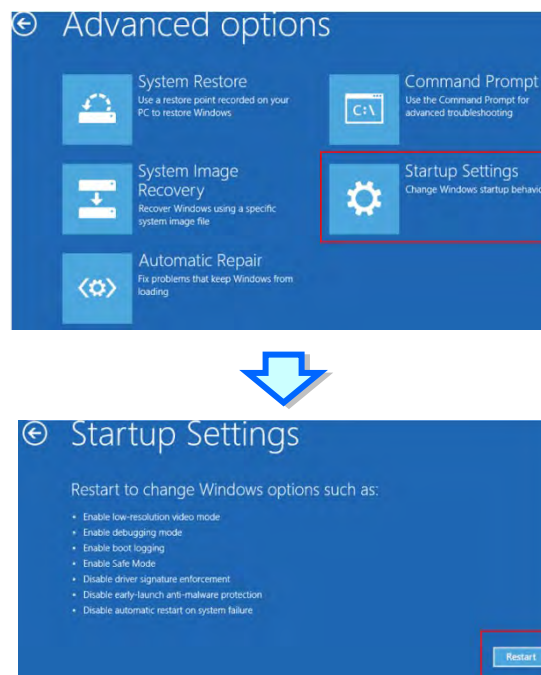 Advanced options
System Restore
Use a restore point recorded on your
PC to restore Windows
Command Prompt
Use the Command Prompt for
advanced troubleshooting
System Image
Recovery
Recover Windows using a specific
system image file
Startup Settings
Change Windows startup behavio
Automatic Repair
Fix problems that keep Windows from
loading
C:\
Startup Settings
Restart to change Windows options such as:
• Enable low-resolution video mode
• Enable debugging mode
• Enable boot logging
• Enable Safe Mode
• Disable driver signature enforcement
• Disable early-launch anti-malware protection
• Disable automatic restart on system failure
Restart